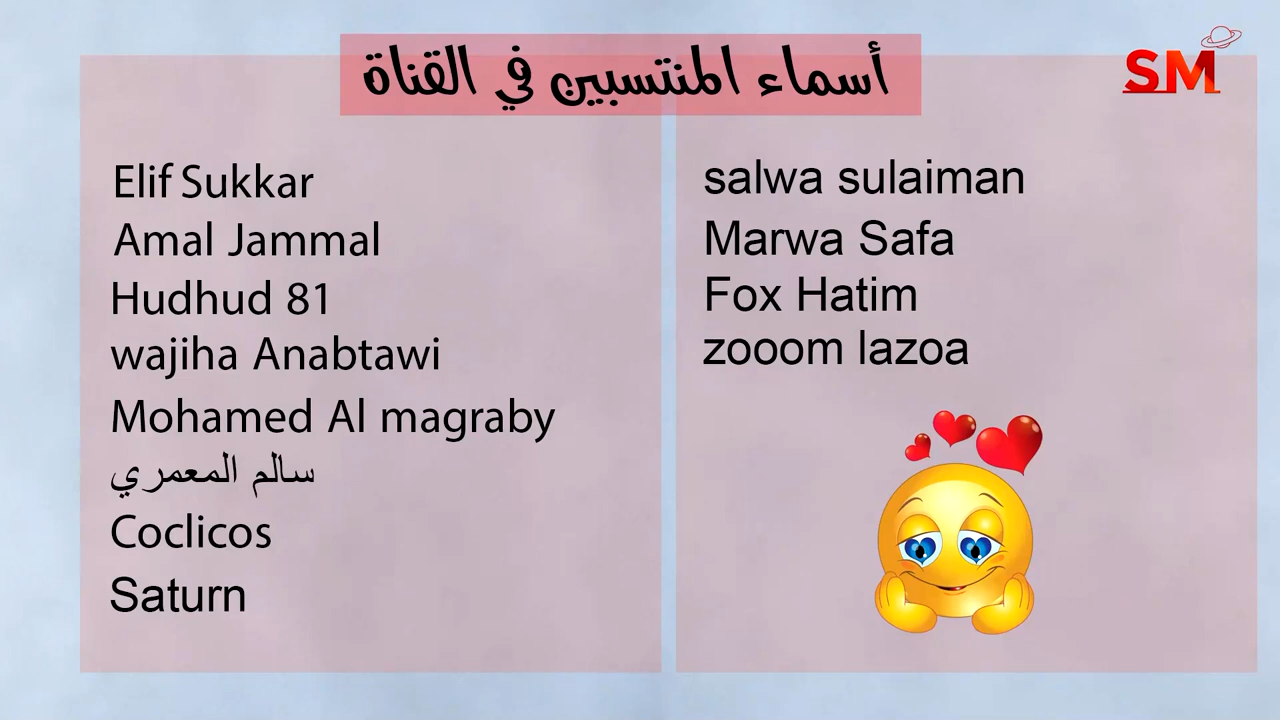 أسماء المنتسبين في القناة
SM
Elif Sukkar
Amal Jammal
Hudhud 81
wajiha Anabtawi
Mohamed Al magraby
سالم المعمري
Coclicos
Saturn
salwa sulaiman
Marwa Safa
Fox Hatim
zooom lazoa